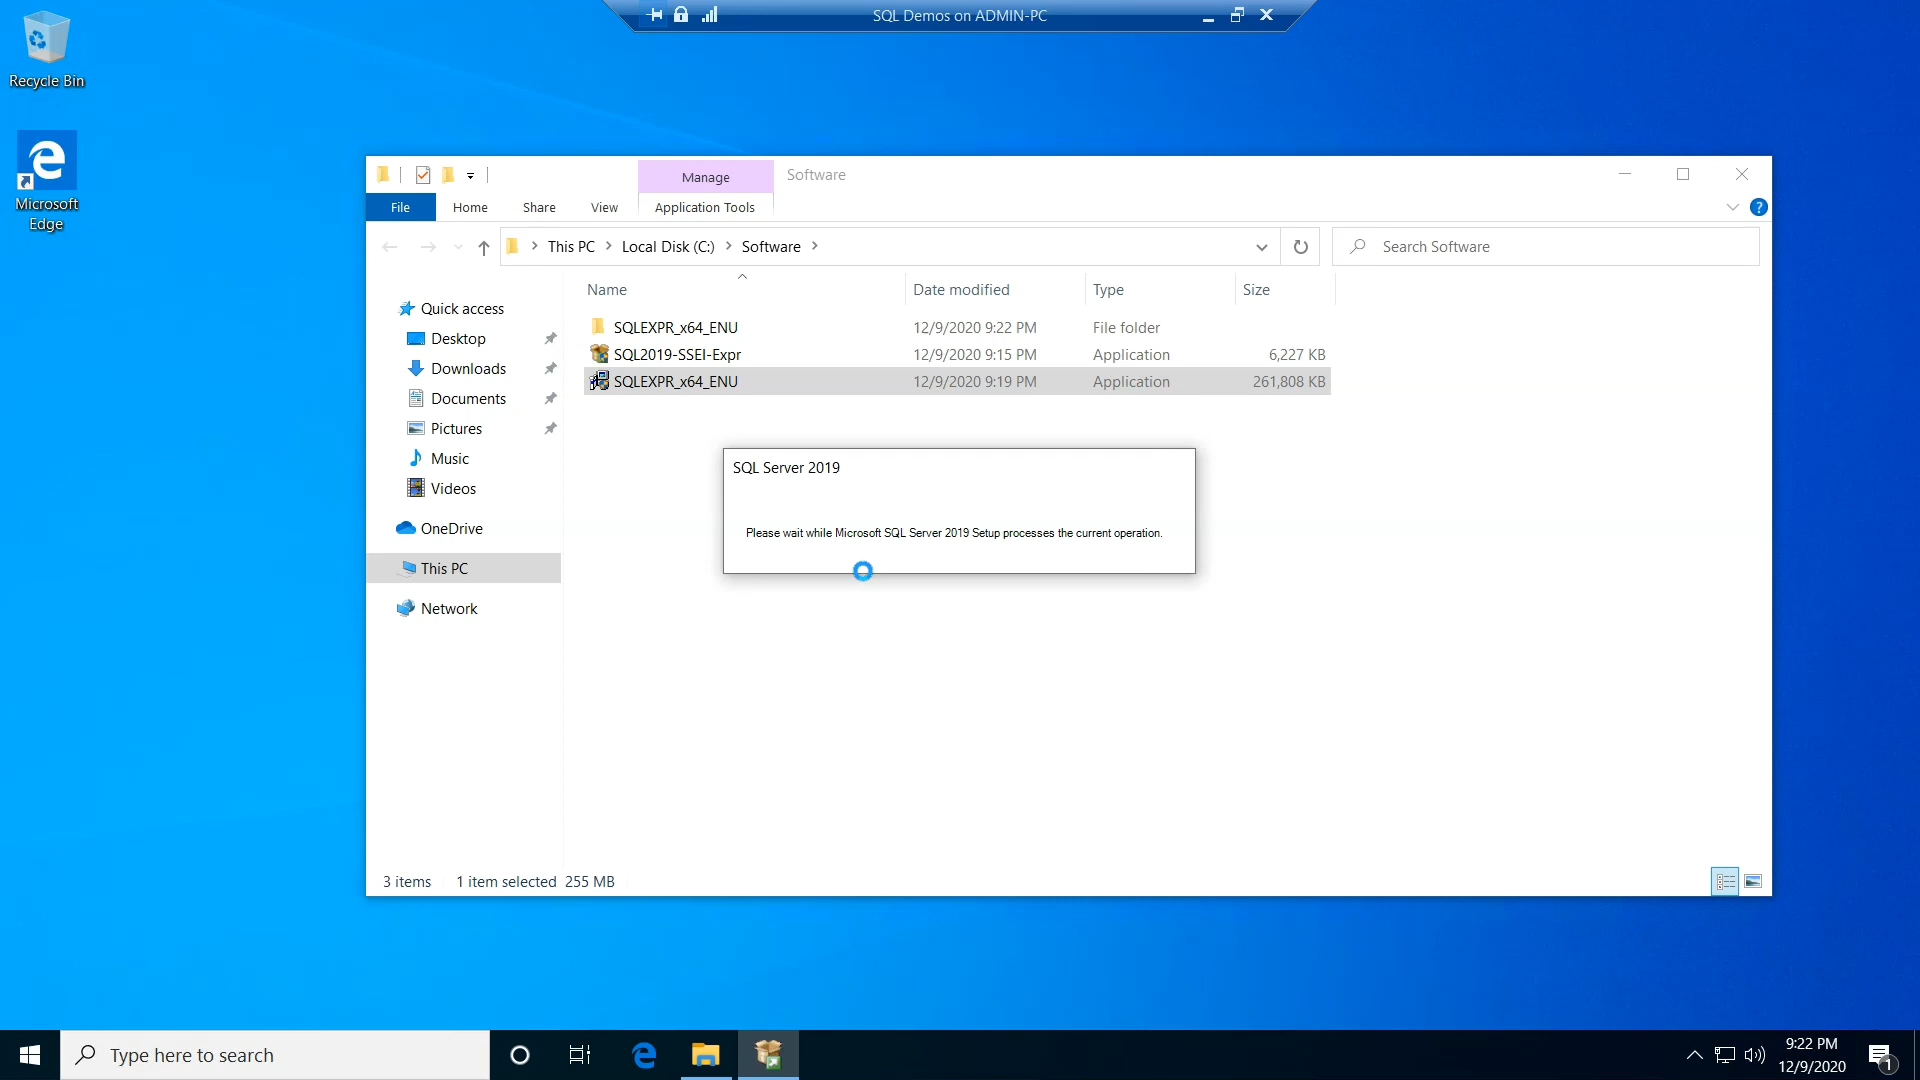 SQL Demos on ADMIN-PC
Recycle Bin
Microsoft
Edge
Manage
Software
File
Home
Share
View
Application Tools
This PC
Local Disk (C:)
Software
Search Software
Name
Date modified
Type
Size
SQLEXPR_x64_ENU
12/9/2020 9:22 PM
File folder
SQL2019-SSEI-Expr
12/9/2020 9:15 PM
Application
6,227 KB
SQLEXPR_x64_ENU
12/9/2020 9:19 PM
Application
261,808 KB
Quick access
Desktop
Downloads
Documents
Pictures
Music
Videos
OneDrive
This PC
Network
SQL Server 2019
Please wait while Microsoft SQL Server 2019 Setup processes the current operation.
3 items
1 item selected 255 MB
Type here to search
9:22 PM
12/9/2020
1